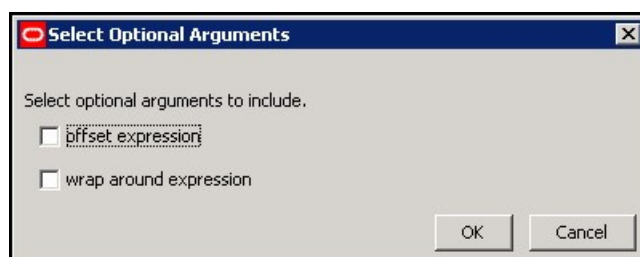 Select Optional Arguments
Select optional arguments to include.
offset expression
wrap around expression
OK Cancel